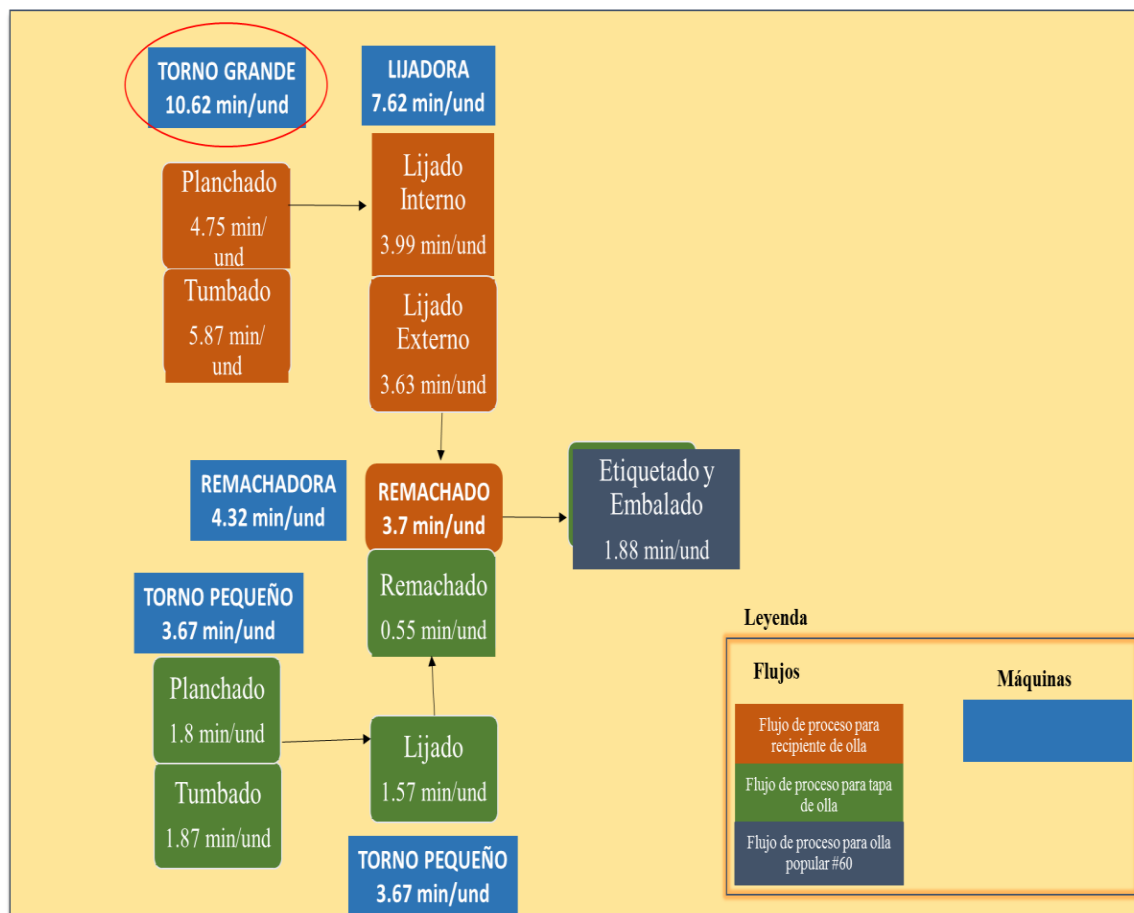 TORNO GRANDE
10.62 min/und
LIJADORA
7.62 min/und
Planchado
4.75 min/
und
Tumbado
5.87 min/
und
Lijado
Interno
3.99 min/und
Lijado
Externo
3.63 min/und
REMACHADORA
4.32 min/und
REMACHADO
3.7 min/und
Etiquetado y
Embalado
1.88 min/und
Remachado
0.55 min/und
TORNO PEQUEÑO
3.67 min/und
Planchado
1.8 min/und
Tumbado
1.87 min/und
Lijado
1.57 min/und
TORNO PEQUEÑO
3.67 min/und
Leyenda
Flujos
Máquinas
Flujo de proceso para
recipiente de olla
Flujo de proceso para tapa
de olla
Flujo de proceso para olla
popular #60